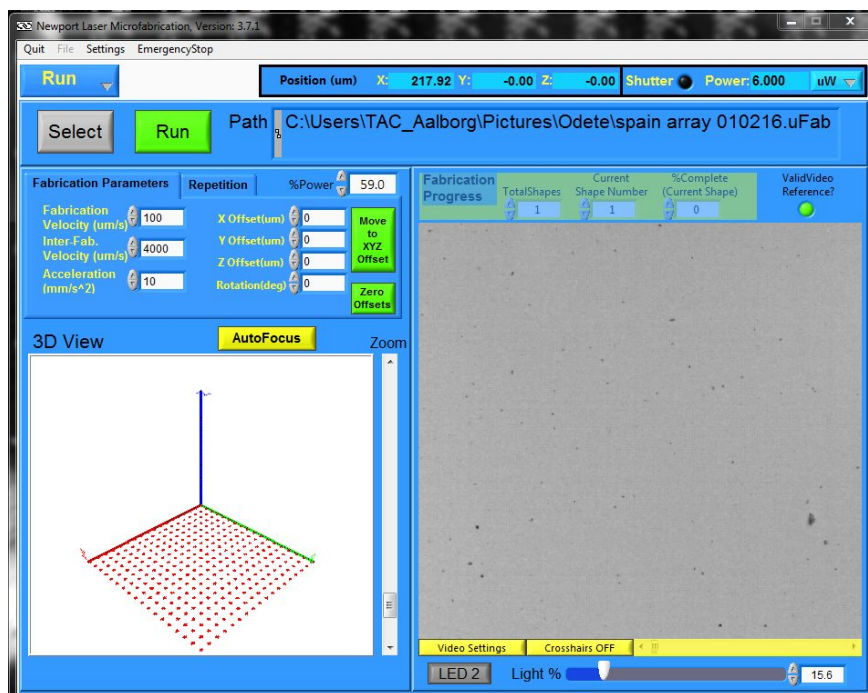 Newport Laser Microfabrication, Version: 3.7.1
Quit File Settings EmergencyStop
Run
Position (um) X: 217.92 Y: -0.00 Z: -0.00 Shutter Power: 6.000 uW
Select Run Path C:\Users\TAC_Aalborg\Pictures\Odete\spain array 010216.uFab
Fabrication Parameters Repetition %Power 59.0
Fabrication Velocity (um/s) 100
Inter-Fab. Velocity (um/s) 4000
Acceleration (mm/s^2) 10
X Offset(um) 0
Y Offset(um) 0
Z Offset(um) 0
Rotation(deg) 0
Move to XYZ Offset
Zero Offsets
Fabrication Progress
TotalShapes 1
Current Shape Number 1
%Complete (Current Shape) 0
ValidVideo Reference?
3D View AutoFocus Zoom
Video Settings Crosshairs OFF
LED 2 Light % 15.6